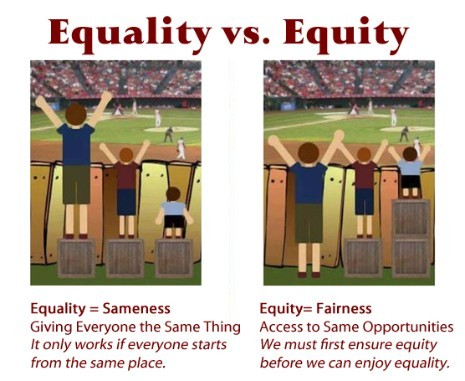 Equality vs. Equity
Equality = Sameness
Giving Everyone the Same Thing
It only works if everyone starts
from the same place.
Equity= Fairness
Access to Same Opportunities
We must first ensure equity
before we can enjoy equality.